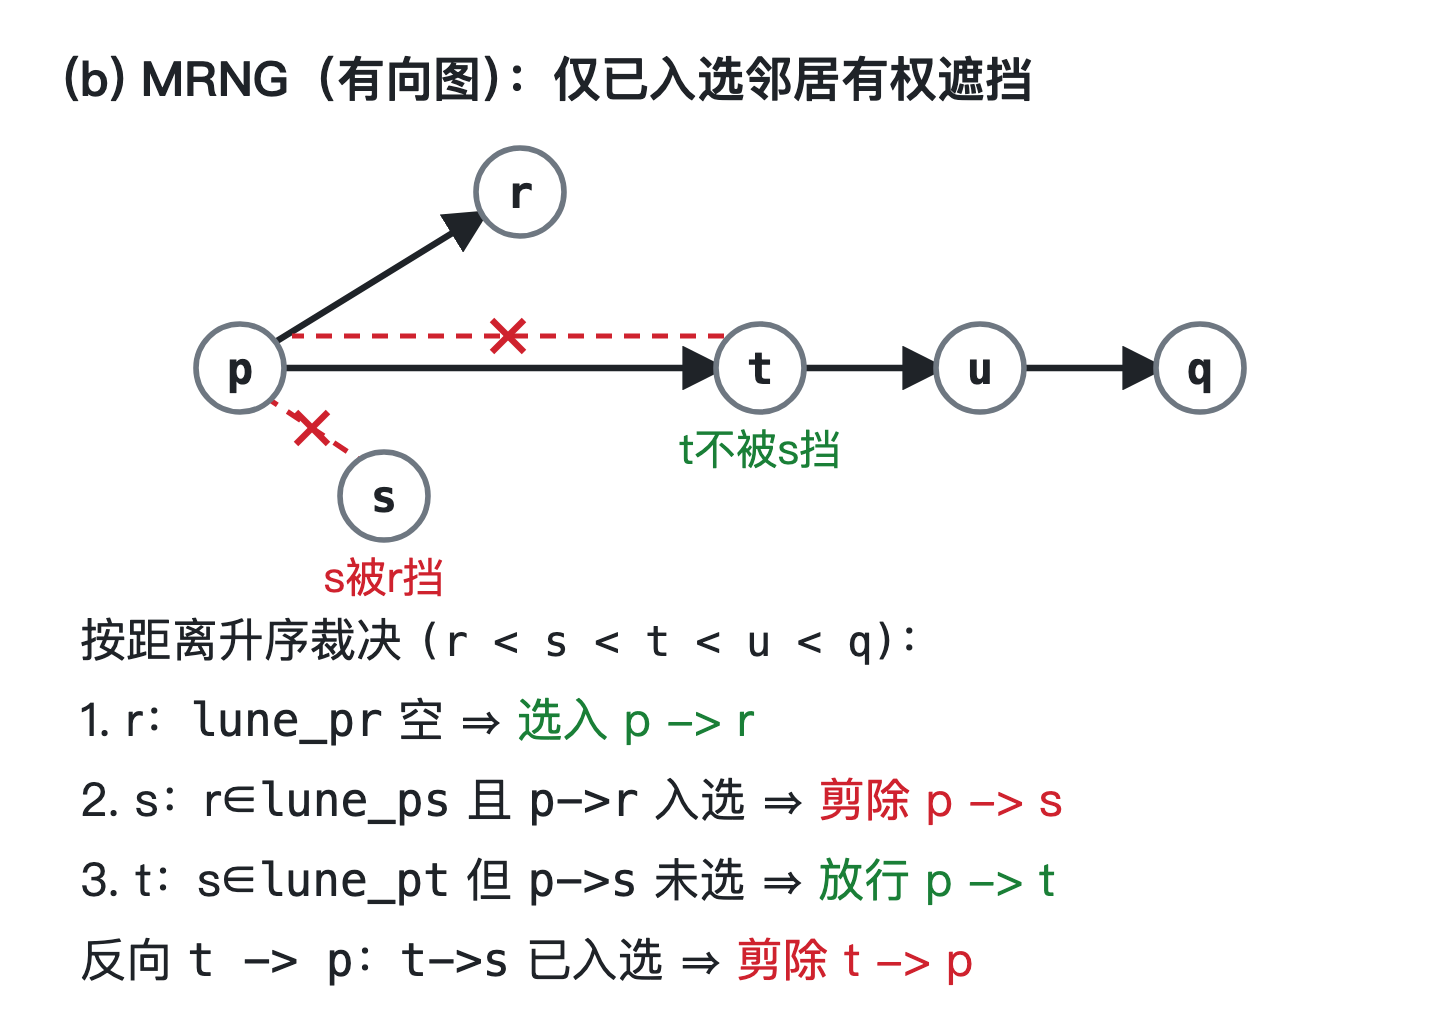 (b) MRNG（有向图）：仅已入选邻居有权遮挡
r
p
t
u
q
t不被s挡
s
s被r挡
按距离升序裁决 (r < s < t < u < q)：
1. r： lune_pr 空 ⇒ 选入 p −> r
2. s： r∈lune_ps 且 p−>r 入选 ⇒ 剪除 p −> s
3. t： s∈lune_pt 但 p−>s 未选 ⇒ 放行 p −> t
反向 t −> p： t−>s 已入选 ⇒ 剪除 t −> p